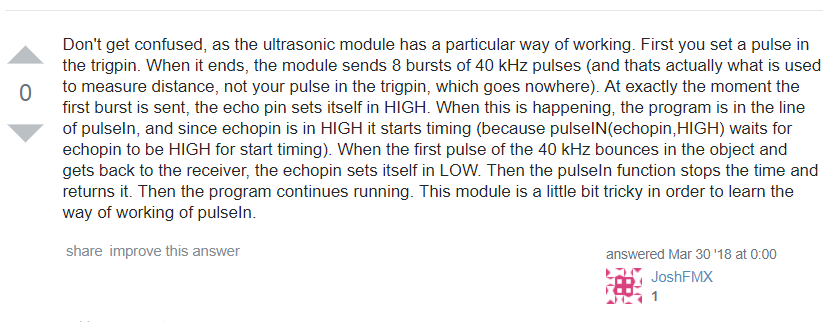 Don't get confused, as the ultrasonic module has a particular way of working. First you set a pulse in
the trigpin. When it ends, the module sends 8 bursts of 40 kHz pulses (and thats actually what is used
to measure distance, not your pulse in the trigpin, which goes nowhere). At exactly the moment the
first burst is sent, the echo pin sets itself in HIGH. When this is happening, the program is in the line
of pulseIn, and since echopin is in HIGH it starts timing (because pulseIN(echopin,HIGH) waits for
echopin to be HIGH for start timing). When the first pulse of the 40 kHz bounces in the object and
gets back to the receiver, the echopin sets itself in LOW. Then the pulseIn function stops the time and
returns it. Then the program continues running. This module is a little bit tricky in order to learn the
way of working of pulseIn.
0
share improve this answer
answered Mar 30 '18 at 0:00
JoshFMX
1